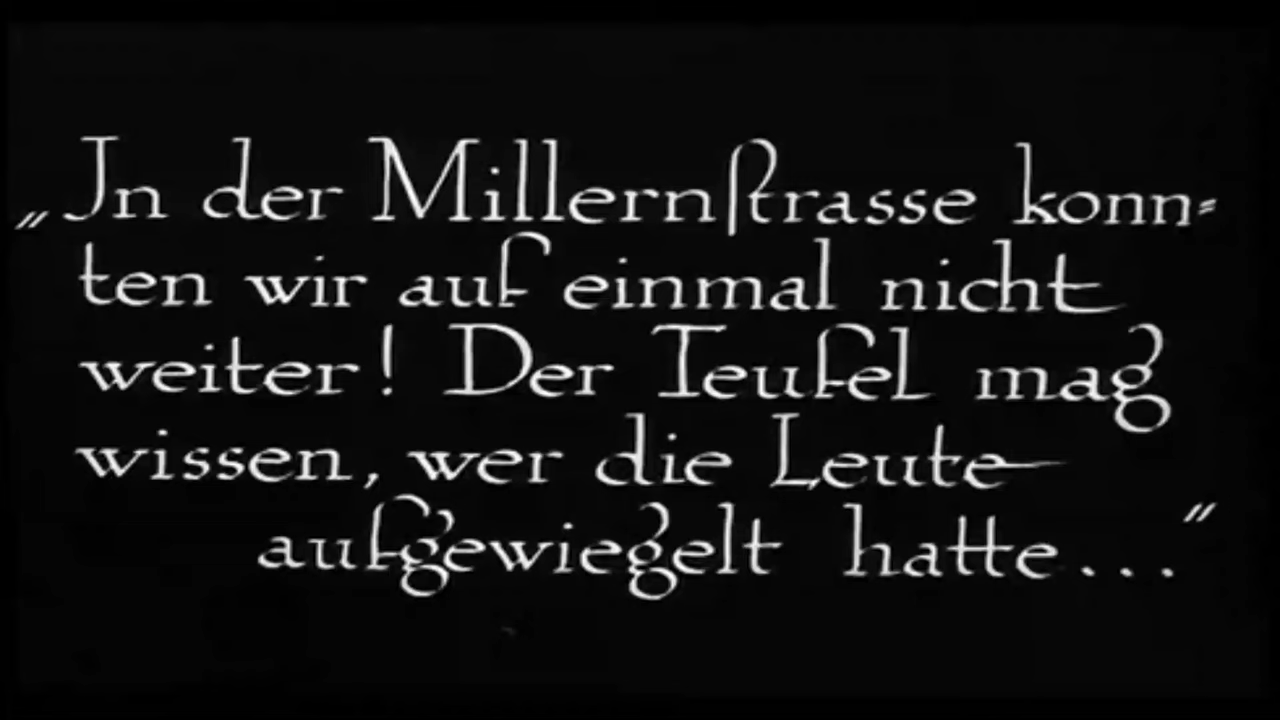 „In der Millernstrasse konn-
ten wir auf einmal nicht
weiter! Der Teufel mag
wissen, wer die Leute
aufgewiegelt hatte..."